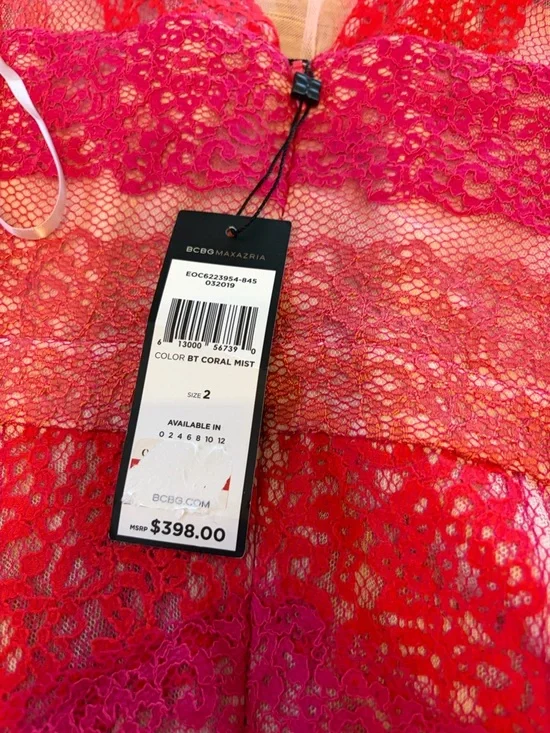 BCBGMAXAZRIA
EOC6223954-845
032019
6 13000 56739 0
COLOR BT CORAL MIST
SIZE 2
AVAILABLE IN
0 2 4 6 8 10 12
BCBG.COM
MSRP $398.00